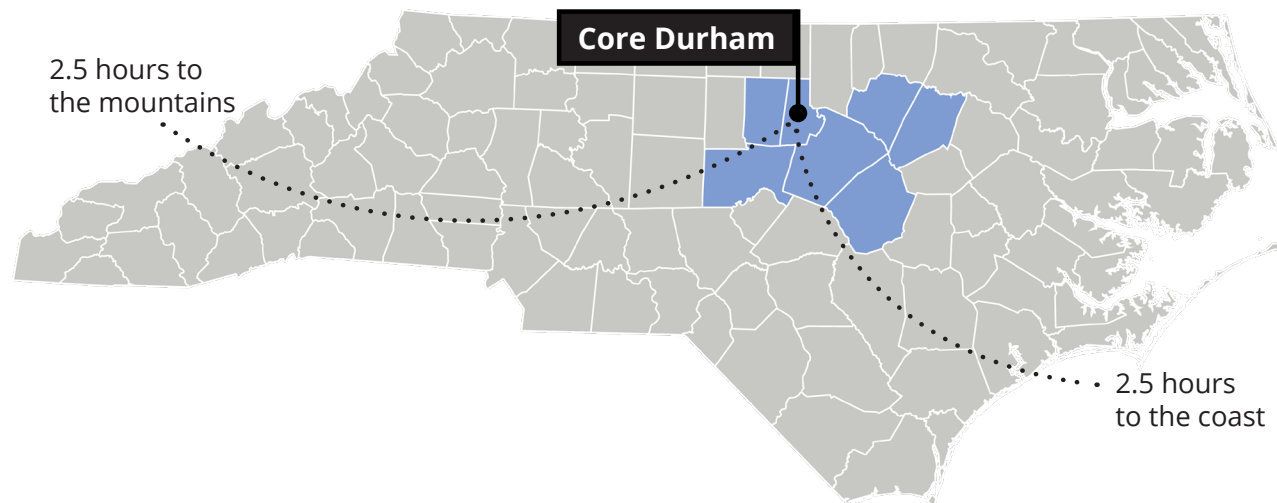 Core Durham
2.5 hours to
the mountains
2.5 hours
to the coast